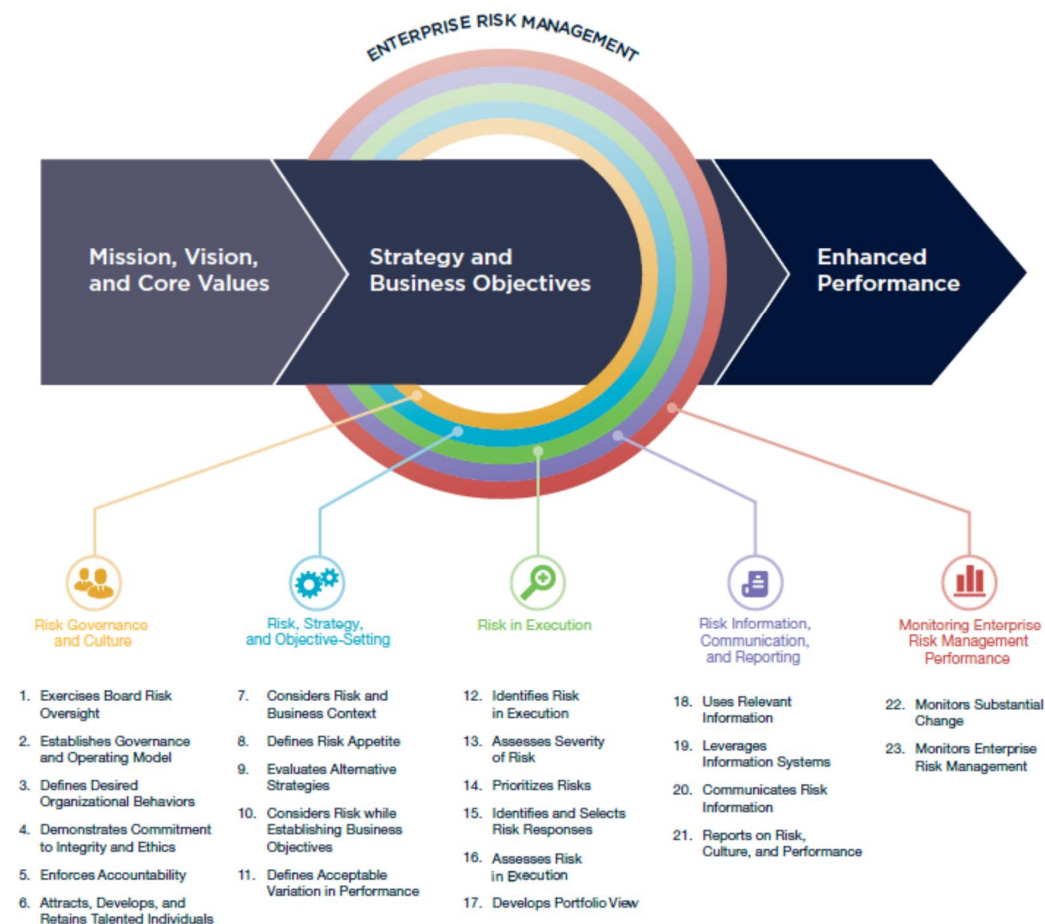 ENTERPRISE RISK MANAGEMENT
Mission, Vision,
and Core Values
Strategy and
Business Objectives
Enhanced
Performance
Risk Governance
and Culture
1. Exercises Board Risk
Oversight
2. Establishes Governance
and Operating Model
3. Defines Desired
Organizational Behaviors
4. Demonstrates Commitment
to Integrity and Ethics
5. Enforces Accountability
6. Attracts, Develops, and
Retains Talented Individuals
Risk, Strategy,
and Objective-Setting
7. Considers Risk and
Business Context
8. Defines Risk Appetite
9. Evaluates Alternative
Strategies
10. Considers Risk while
Establishing Business
Objectives
11. Defines Acceptable
Variation in Performance
Risk in Execution
12. Identifies Risk
in Execution
13. Assesses Severity
of Risk
14. Prioritizes Risks
15. Identifies and Selects
Risk Responses
16. Assesses Risk
in Execution
17. Develops Portfolio View
Risk Information,
Communication,
and Reporting
18. Uses Relevant
Information
19. Leverages
Information Systems
20. Communicates Risk
Information
21. Reports on Risk,
Culture, and Performance
Monitoring Enterprise
Risk Management
Performance
22. Monitors Substantial
Change
23. Monitors Enterprise
Risk Management